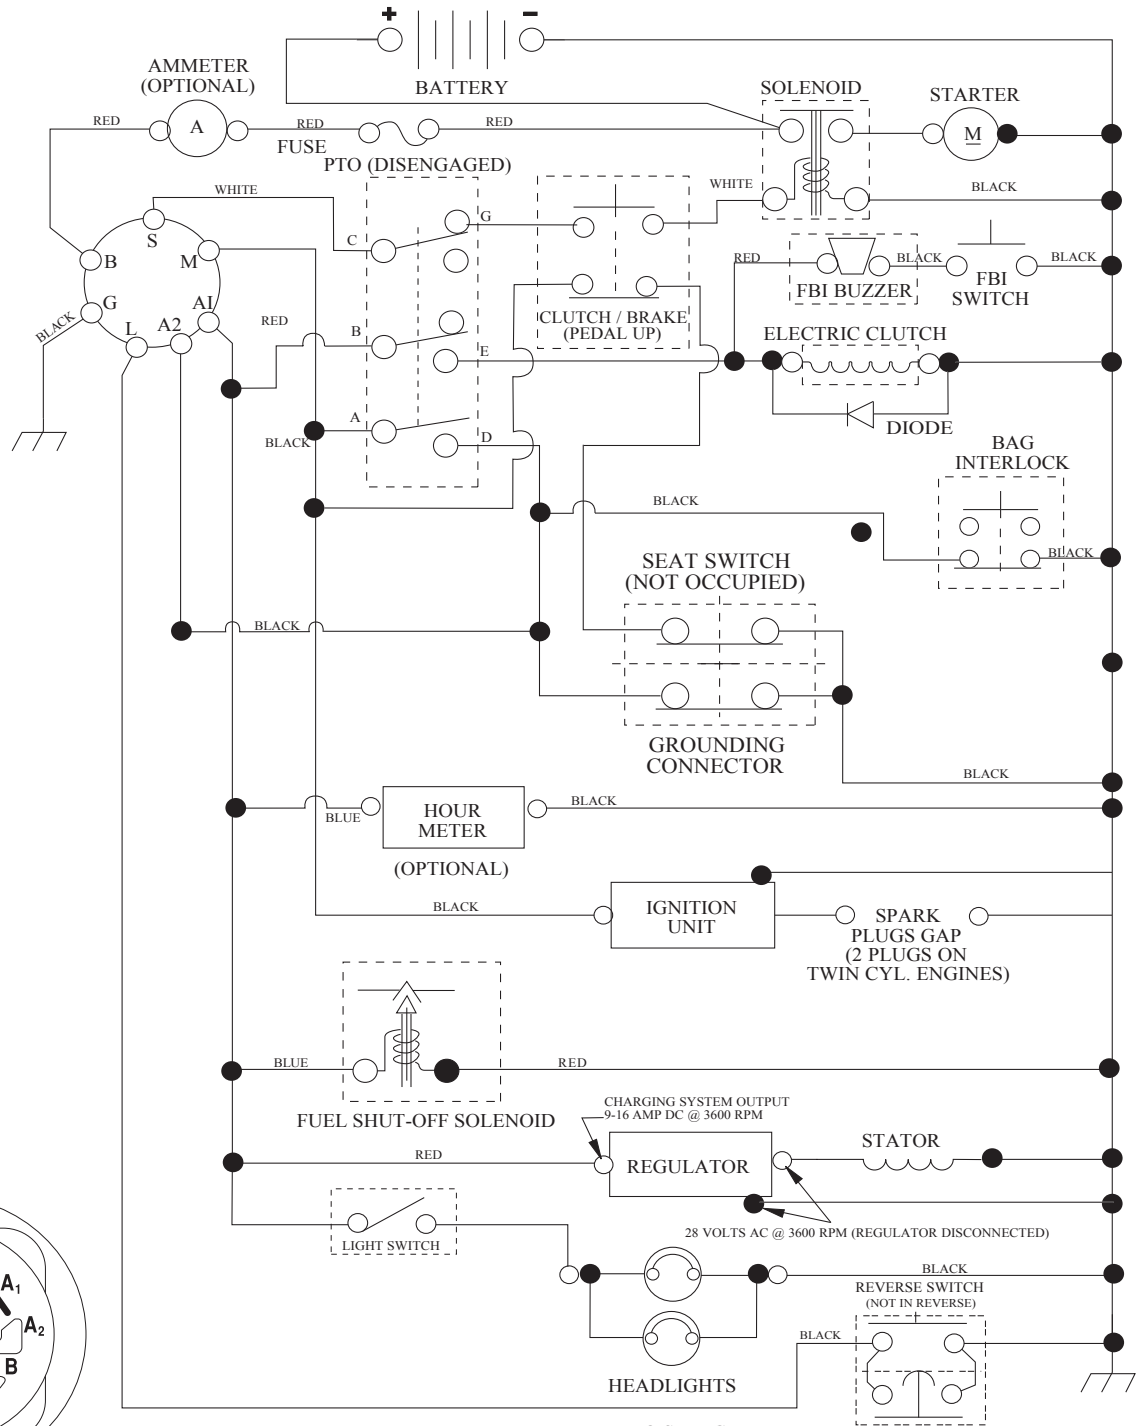 + −
BATTERY
AMMETER
(OPTIONAL)
A
RED
RED
FUSE
RED
PTO (DISENGAGED)
SOLENOID
STARTER
M
WHITE
WHITE
BLACK
S
B
M
G
L
A2
A1
BLACK
RED
BLACK
C
G
B
E
A
D
CLUTCH / BRAKE
(PEDAL UP)
RED
BLACK
BLACK
FBI BUZZER
FBI
SWITCH
ELECTRIC CLUTCH
DIODE
BAG
INTERLOCK
BLACK
BLACK
SEAT SWITCH
(NOT OCCUPIED)
BLACK
GROUNDING
CONNECTOR
BLACK
BLUE
HOUR
METER
(OPTIONAL)
BLACK
BLACK
IGNITION
UNIT
SPARK
PLUGS GAP
(2 PLUGS ON
TWIN CYL. ENGINES)
BLUE
RED
FUEL SHUT-OFF SOLENOID
CHARGING SYSTEM OUTPUT
9-16 AMP DC @ 3600 RPM
RED
REGULATOR
STATOR
28 VOLTS AC @ 3600 RPM (REGULATOR DISCONNECTED)
LIGHT SWITCH
BLACK
REVERSE SWITCH
(NOT IN REVERSE)
BLACK
HEADLIGHTS
A1
A2
B